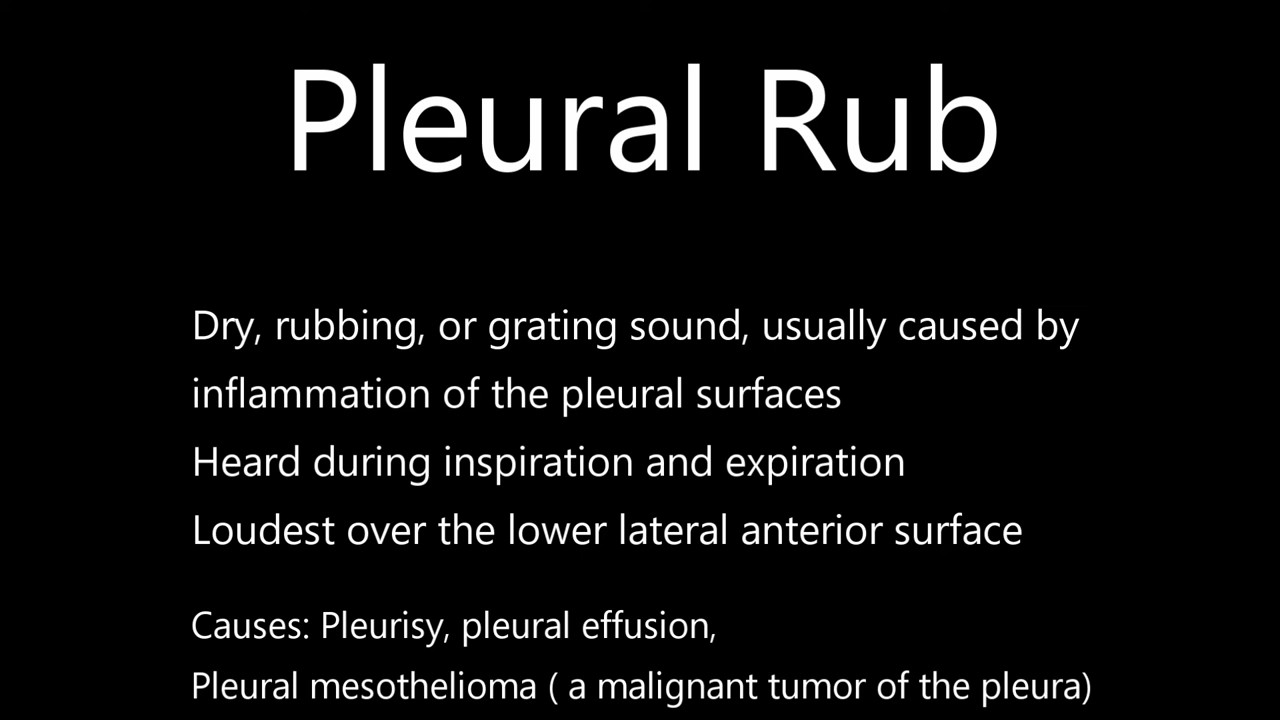 Pleural Rub
Dry, rubbing, or grating sound, usually caused by
inflammation of the pleural surfaces
Heard during inspiration and expiration
Loudest over the lower lateral anterior surface
Causes: Pleurisy, pleural effusion,
Pleural mesothelioma ( a malignant tumor of the pleura)